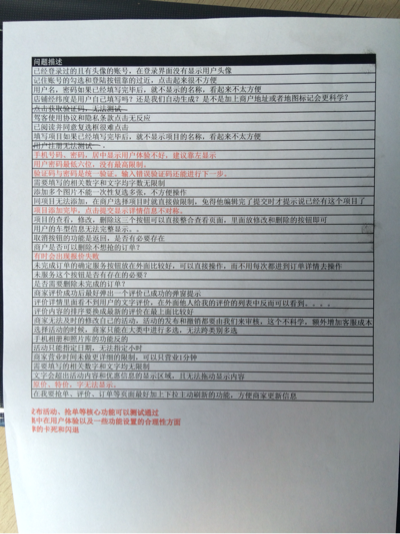 问题描述
已经登录过的且有头像的账号，在登录界面没有显示用户头像
记住账号的勾选和登陆按钮靠的过近，点击起来很不方便
用户名，密码如果已经填写完毕后，就不显示的名称，看起来不太方便
店铺经纬度是用户自己填写吗？还是我们自动生成？是不是加上商户地址或者地图标记会更科学？
点击获取验证码，无法测试
驾客使用协议和隐私条款点击无反应
已阅读并同意复选框很难点击
填写项目如果已经填写完毕后，就不显示项目的名称，看起来不太方便
用户注册无法测试
手机号码、密码，居中显示用户体验不好，建议靠左显示
用户密码最低六位，没有最高限制。
验证码与密码是统一验证，输入错误验证码还能进行下一步。
需要填写的相关数字和文字均字数无限制
添加多个图片不能一次性复选多张，不方便操作
同项目无法添加，在商户选择项目时就直接做限制，免得他编辑完了提交时才提示说已经有这个项目了
项目添加完毕，点击提交显示详情信息不对称。
项目的查看，修改，删除这三个按钮可以直接整合查看页面，里面放修改和删除的按钮即可
用户的车型信息无法完整显示。
取消按钮的功能是返回，是否有必要存在
商户是否可以删除不想抢的订单？
有时会出现报价失败
未完成订单的确定服务按钮放在外面比较好，可以直接操作，而不用每次都进到订单详情去操作
未服务这个按钮是否有存在的必要？
是否需要删除未完成的订单？
商家评价成功后最好弹出一个评价已成功的弹窗提示
评价详情里面看不到用户的文字评价，在外面他人给我的评价的列表中反而可以看到。。。。
评价内容的排序要换成最新的评价在最上面比较好
商家无法及时的修改自己的活动，活动的发布和撤销都要由我们来审核，这个不科学，额外增加客服成本
选择活动的时候，商家只能在大类中进行多选，无法跨类别多选
手机相册和照片库的功能反的
活动只能指定日期，无法指定小时
商家营业时间未做更详细的限制，可以只营业1分钟
需要填写的相关数字和文字均无限制
文字会超出活动内容和优惠信息的显示区域，且无法拖动显示内容
原价、特价，字无法显示。
在我要抢单、评价、订单等页面最好加上下拉主动刷新的功能，方便商家更新信息
发布活动、抢单等核心功能可以测试通过
集中在用户体验以及一些功能设置的合理性方面
的卡死和闪退